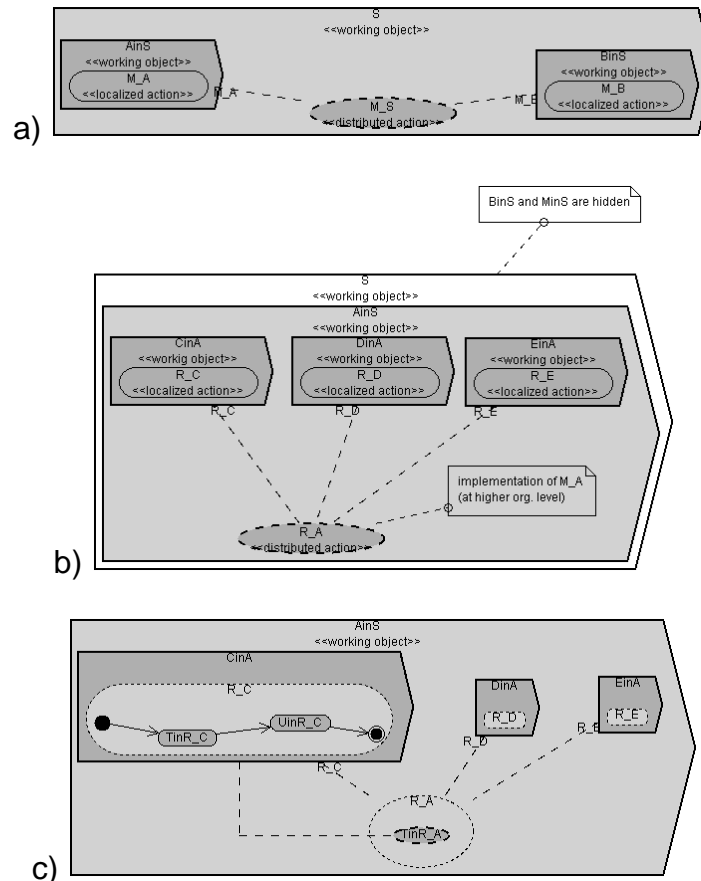 S
<<working object>>
AinS
<<working object>>
M_A
<<localized action>>
R_A
M_S
<<distributed action>>
BinS
<<working object>>
M_B
<<localized action>>
M_B
a)
BinS and MinS are hidden
S
<<working object>>
AinS
<<working object>>
CinA
<<workig object>>
R_C
<<localized action>>
R_C
DinA
<<working object>>
R_D
<<localized action>>
R_D
EinA
<<working object>>
R_E
<<localized action>>
R_E
implementation of M_A
(at higher org. level)
R_A
<<distributed action>>
b)
AinS
<<working object>>
CinA
R_C
TinR_C
UinR_C
R_C
DinA
R_D
R_D
EinA
R_E
R_E
R_A
TinR_A
c)